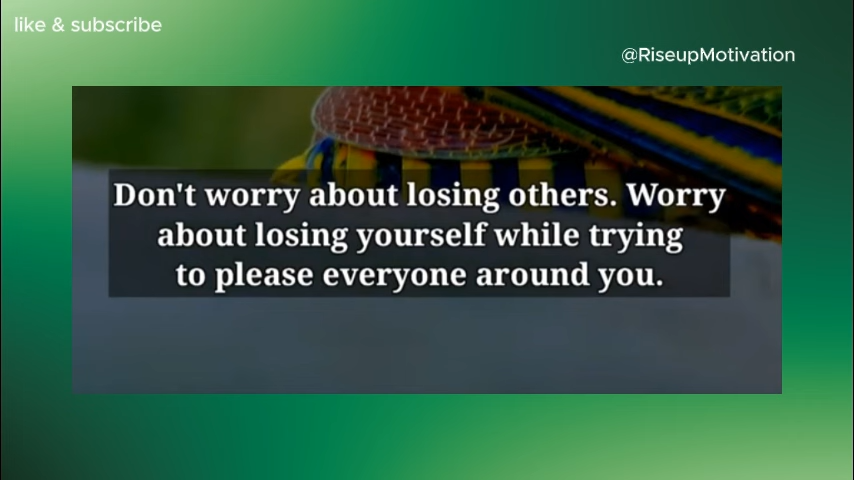 like & subscribe
@RiseupMotivation
Don't worry about losing others. Worry
about losing yourself while trying
to please everyone around you.